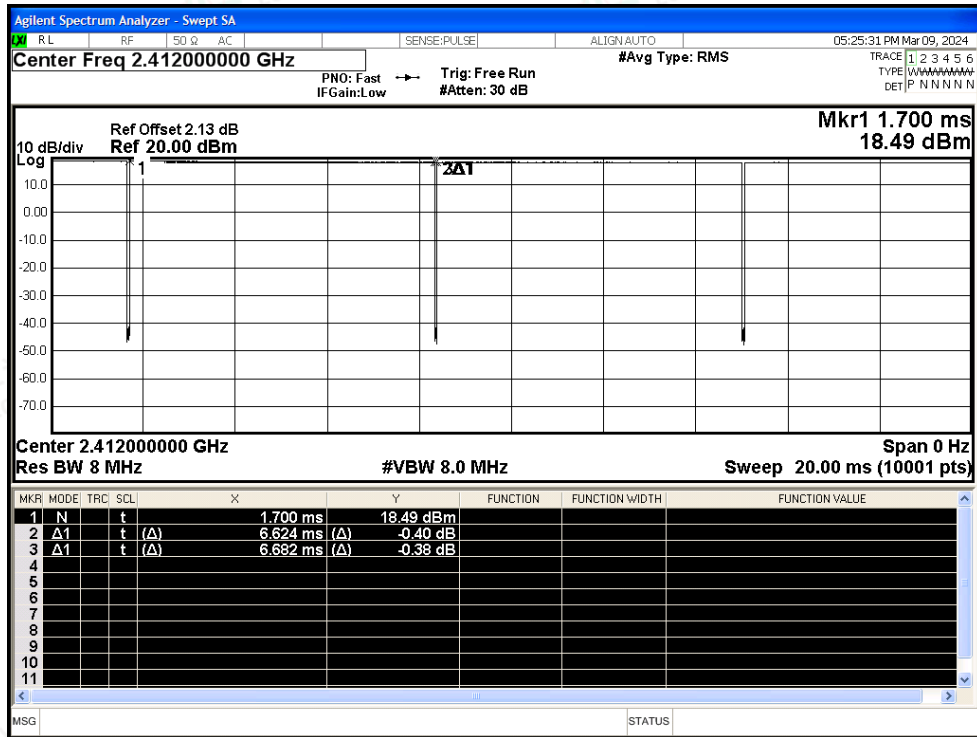 Agilent Spectrum Analyzer - Swept SA
LXI RL RF 50 Ω AC SENSE:PULSE ALIGN AUTO 05:25:31 PM Mar 09, 2024
Center Freq 2.412000000 GHz
PNO: Fast
IFGain:Low
Trig: Free Run
#Atten: 30 dB
#Avg Type: RMS
TRACE 1 2 3 4 5 6
TYPE
DET P N N N N N
Mkr1 1.700 ms
18.49 dBm
10 dB/div
Log
Ref Offset 2.13 dB
Ref 20.00 dBm
1
3Δ1
10.0
0.00
-10.0
-20.0
-30.0
-40.0
-50.0
-60.0
-70.0
Center 2.412000000 GHz Span 0 Hz
Res BW 8 MHz #VBW 8.0 MHz Sweep 20.00 ms (10001 pts)
MKR MODE TRC SCL X Y FUNCTION FUNCTION WIDTH FUNCTION VALUE
1 N t 1.700 ms 18.49 dBm
2 Δ1 t (Δ) 6.624 ms (Δ) -0.40 dB
3 Δ1 t (Δ) 6.682 ms (Δ) -0.38 dB
4
5
6
7
8
9
10
11
MSG STATUS